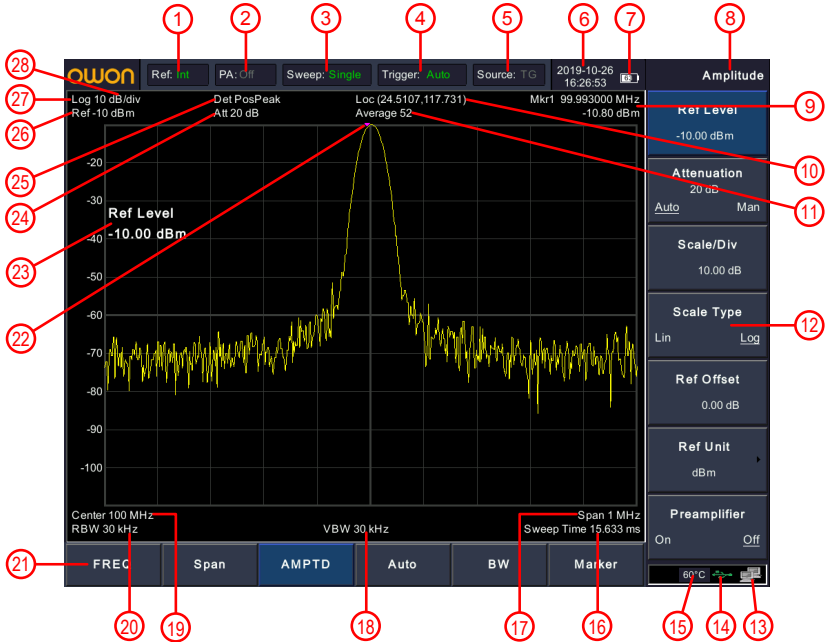 1 2 3 4 5 6 7 8
28
27
26
25
24
23
22
21
owon
Ref: Int
PA: Off
Sweep: Single
Trigger: Auto
Source: TG
2019-10-26
16:26:53
Amplitude
Log 10 dB/div
Det PosPeak
Loc (24.5107,117.731)
Mkr1 99.993000 MHz
Ref -10 dBm
Att 20 dB
Average 52
-10.80 dBm
-20
-30
-40
-50
-60
-70
-80
-90
-100
Ref Level
-10.00 dBm
Center 100 MHz
Span 1 MHz
RBW 30 kHz
VBW 30 kHz
Sweep Time 15.633 ms
Ref Level
-10.00 dBm
Attenuation
20 dB
Auto Man
Scale/Div
10.00 dB
Scale Type
Lin Log
Ref Offset
0.00 dB
Ref Unit
dBm
Preamplifier
On Off
60°C
FREQ
Span
AMPTD
Auto
BW
Marker
9
10
11
12
20 19 18 17 16 15 14 13